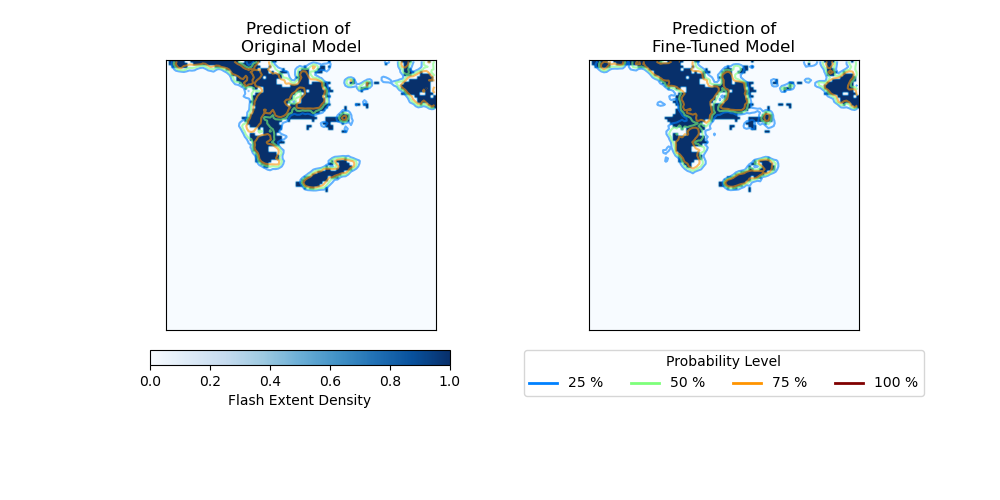 Prediction of
Original Model
Prediction of
Fine-Tuned Model
0.0 0.2 0.4 0.6 0.8 1.0
Flash Extent Density
Probability Level
25 % 50 % 75 % 100 %